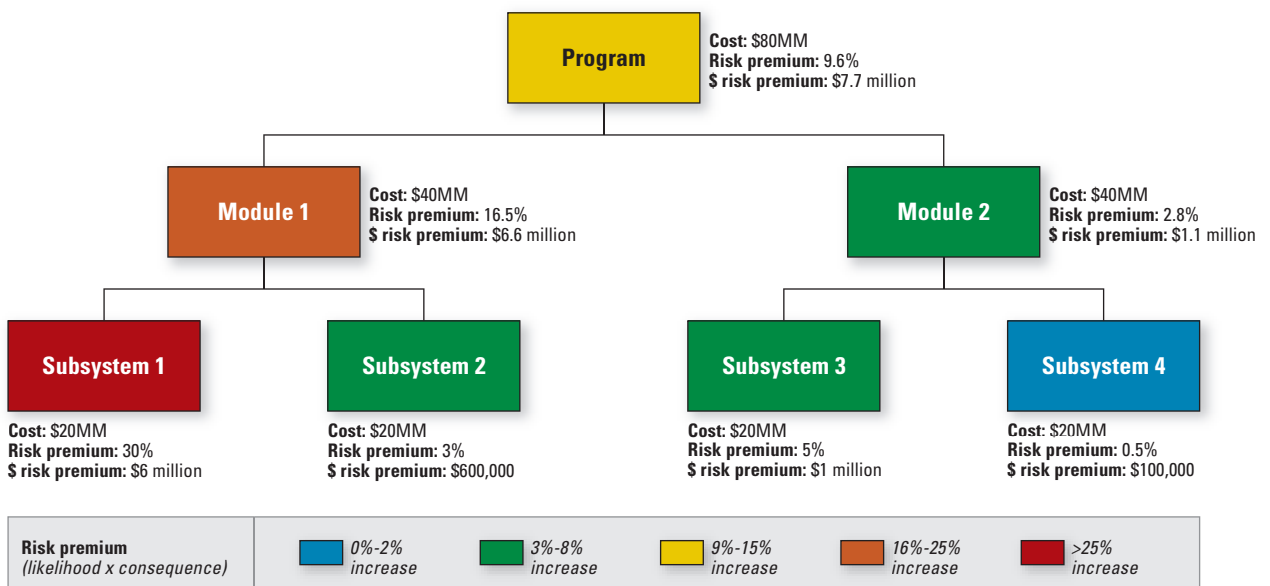 Program
Cost: $80MM
Risk premium: 9.6%
$ risk premium: $7.7 million
Module 1
Cost: $40MM
Risk premium: 16.5%
$ risk premium: $6.6 million
Module 2
Cost: $40MM
Risk premium: 2.8%
$ risk premium: $1.1 million
Subsystem 1
Cost: $20MM
Risk premium: 30%
$ risk premium: $6 million
Subsystem 2
Cost: $20MM
Risk premium: 3%
$ risk premium: $600,000
Subsystem 3
Cost: $20MM
Risk premium: 5%
$ risk premium: $1 million
Subsystem 4
Cost: $20MM
Risk premium: 0.5%
$ risk premium: $100,000
Risk premium
(likelihood x consequence)
0%-2%
increase
3%-8%
increase
9%-15%
increase
16%-25%
increase
>25%
increase